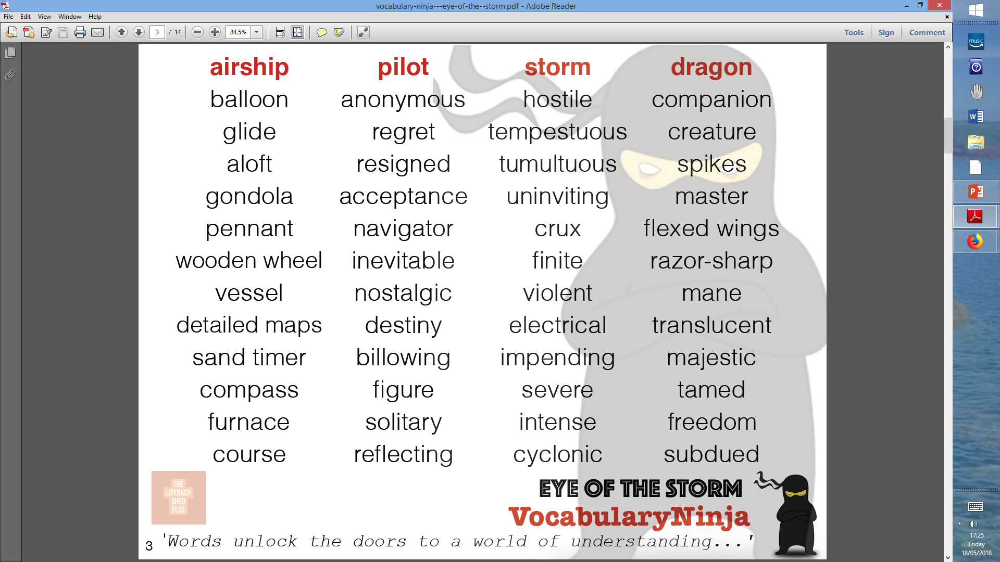 vocabulary-ninja---eye-of-the--storm.pdf - Adobe Reader
File Edit View Window Help
3 / 14 84.5% Tools Sign Comment
airship pilot storm dragon
balloon anonymous hostile companion
glide regret tempestuous creature
aloft resigned tumultuous spikes
gondola acceptance uninviting master
pennant navigator crux flexed wings
wooden wheel inevitable finite razor-sharp
vessel nostalgic violent mane
detailed maps destiny electrical translucent
sand timer billowing impending majestic
compass figure severe tamed
furnace solitary intense freedom
course reflecting cyclonic subdued
THE
LITERACY
SHED
PLUS
EYE OF THE STORM
VocabularyNinja
3 'Words unlock the doors to a world of understanding...'
music
17:25
Friday
18/05/2018